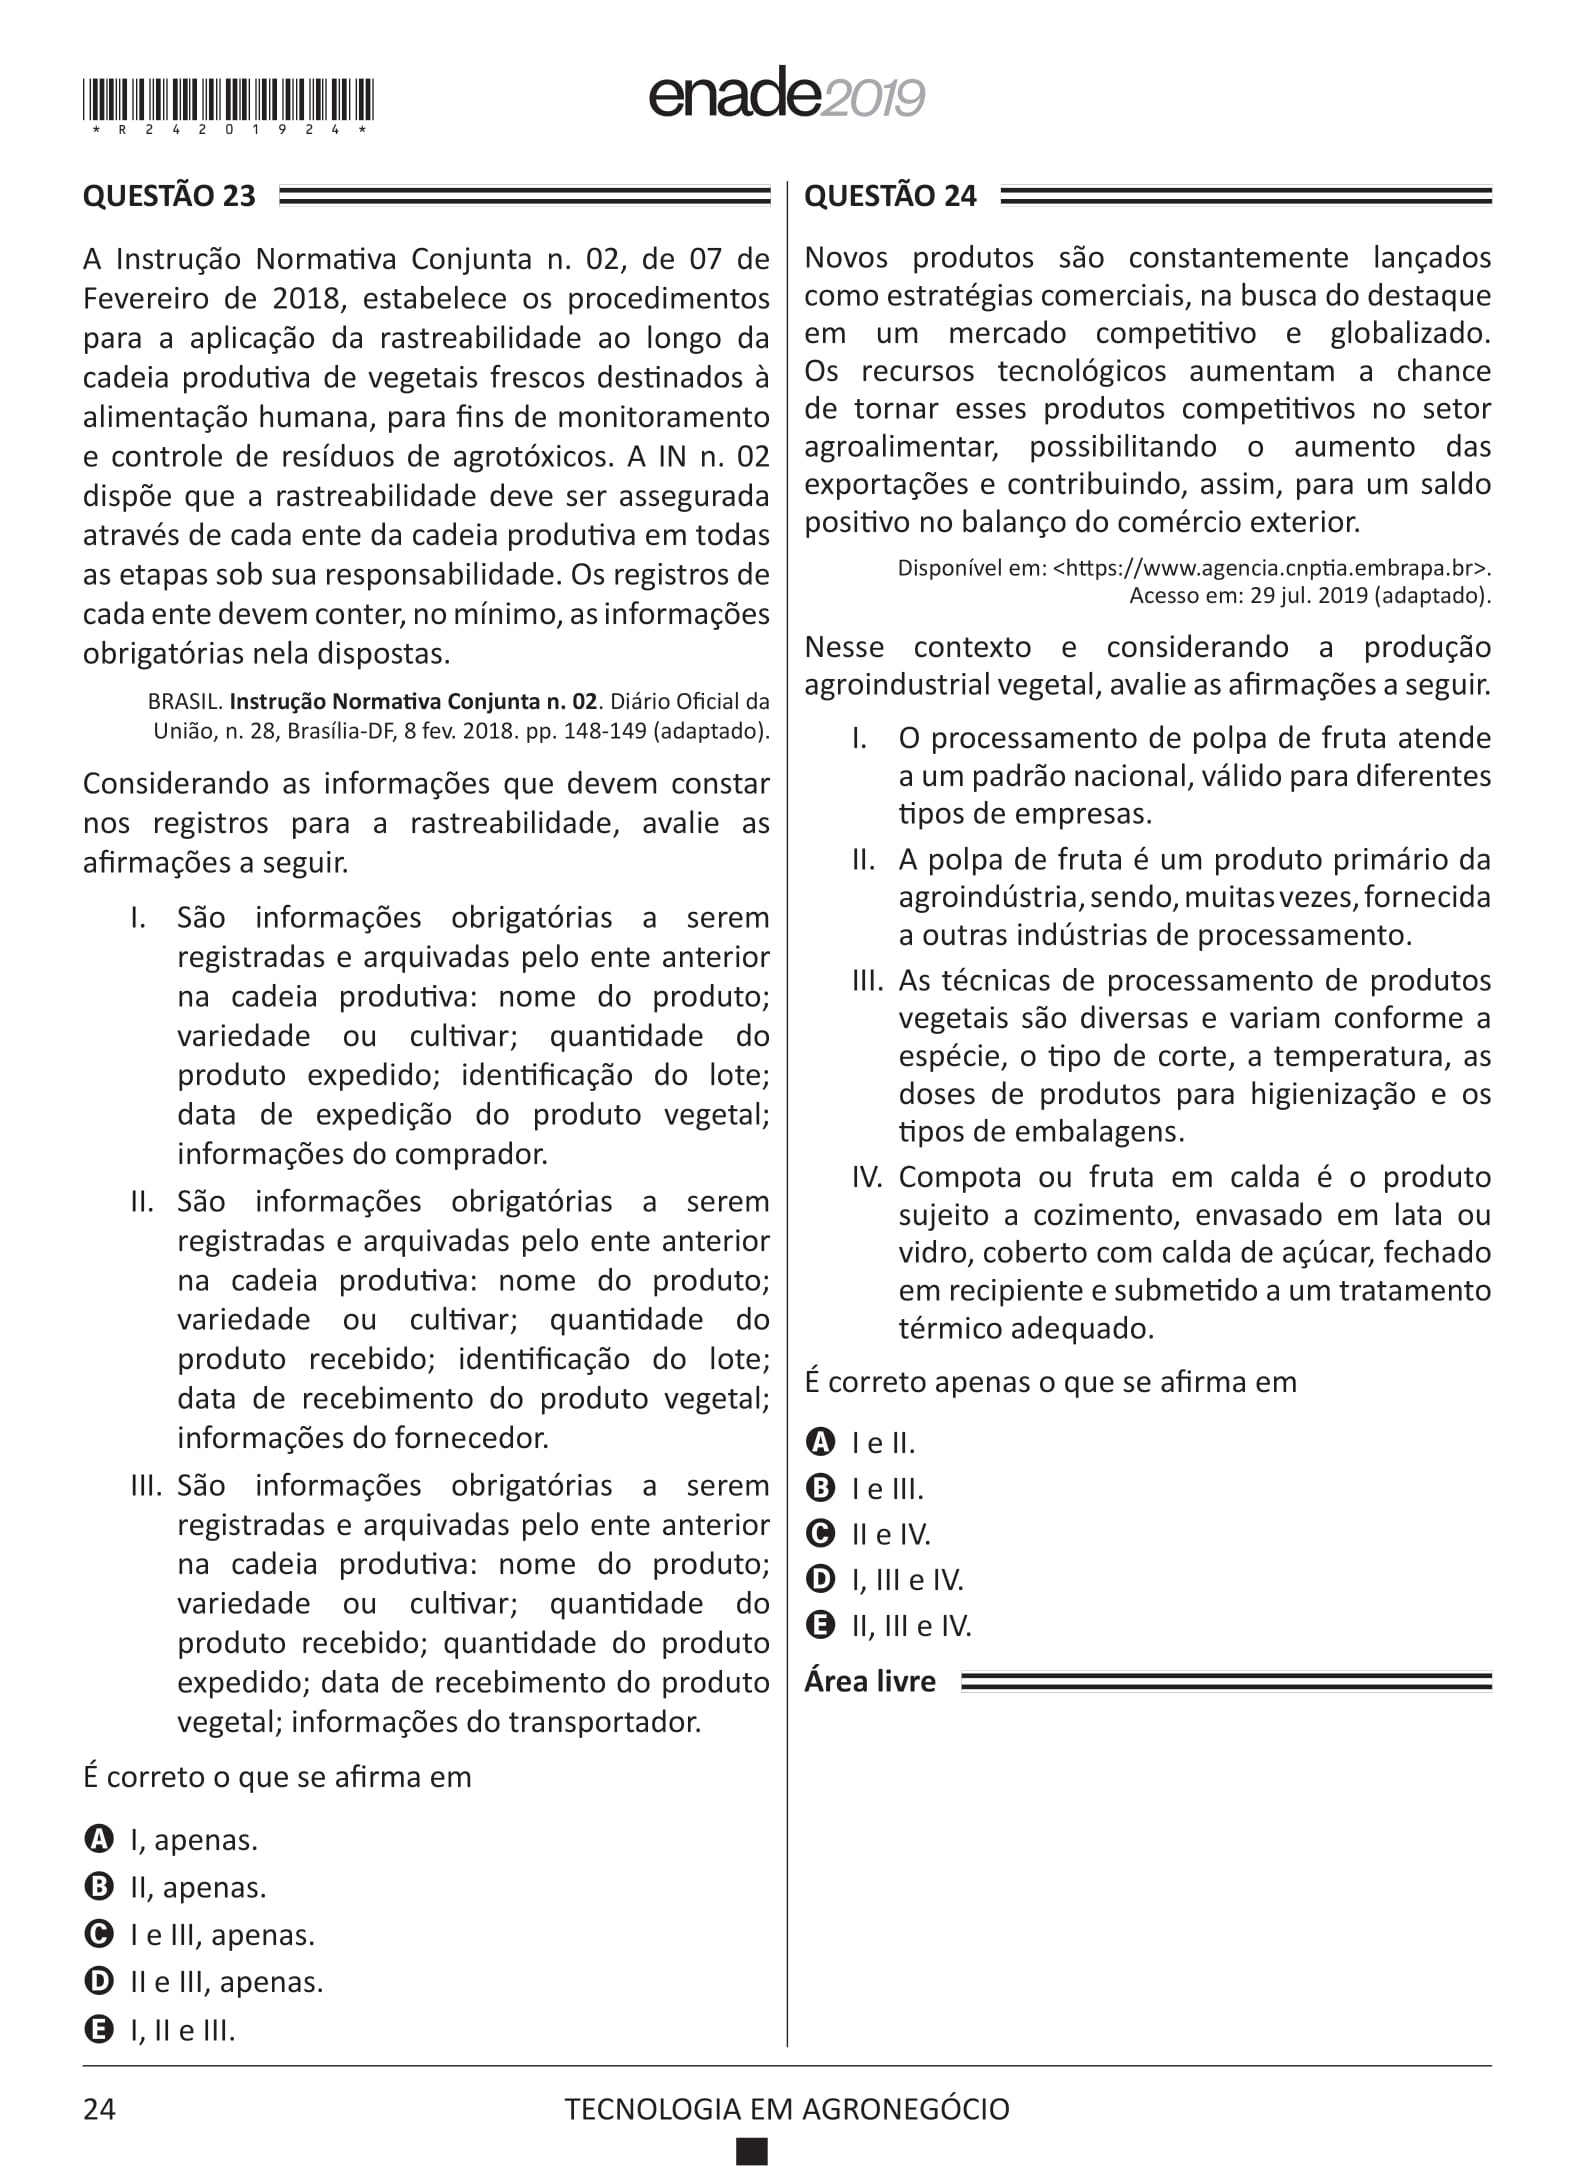 *R24201924*
enade2019
QUESTÃO 23
A Instrução Normativa Conjunta n. 02, de 07 de
Fevereiro de 2018, estabelece os procedimentos
para a aplicação da rastreabilidade ao longo da
cadeia produtiva de vegetais frescos destinados à
alimentação humana, para fins de monitoramento
e controle de resíduos de agrotóxicos. A IN n. 02
dispõe que a rastreabilidade deve ser assegurada
através de cada ente da cadeia produtiva em todas
as etapas sob sua responsabilidade. Os registros de
cada ente devem conter, no mínimo, as informações
obrigatórias nela dispostas.
BRASIL. Instrução Normativa Conjunta n. 02. Diário Oficial da
União, n. 28, Brasília-DF, 8 fev. 2018. pp. 148-149 (adaptado).
Considerando as informações que devem constar
nos registros para a rastreabilidade, avalie as
afirmações a seguir.
I. São informações obrigatórias a serem
registradas e arquivadas pelo ente anterior
na cadeia produtiva: nome do produto;
variedade ou cultivar; quantidade do
produto expedido; identificação do lote;
data de expedição do produto vegetal;
informações do comprador.
II. São informações obrigatórias a serem
registradas e arquivadas pelo ente anterior
na cadeia produtiva: nome do produto;
variedade ou cultivar; quantidade do
produto recebido; identificação do lote;
data de recebimento do produto vegetal;
informações do fornecedor.
III. São informações obrigatórias a serem
registradas e arquivadas pelo ente anterior
na cadeia produtiva: nome do produto;
variedade ou cultivar; quantidade do
produto recebido; quantidade do produto
expedido; data de recebimento do produto
vegetal; informações do transportador.
É correto o que se afirma em
A I, apenas.
B II, apenas.
C I e III, apenas.
D II e III, apenas.
E I, II e III.
QUESTÃO 24
Novos produtos são constantemente lançados
como estratégias comerciais, na busca do destaque
em um mercado competitivo e globalizado.
Os recursos tecnológicos aumentam a chance
de tornar esses produtos competitivos no setor
agroalimentar, possibilitando o aumento das
exportações e contribuindo, assim, para um saldo
positivo no balanço do comércio exterior.
Disponível em: <https://www.agencia.cnptia.embrapa.br>.
Acesso em: 29 jul. 2019 (adaptado).
Nesse contexto e considerando a produção
agroindustrial vegetal, avalie as afirmações a seguir.
I. O processamento de polpa de fruta atende
a um padrão nacional, válido para diferentes
tipos de empresas.
II. A polpa de fruta é um produto primário da
agroindústria, sendo, muitas vezes, fornecida
a outras indústrias de processamento.
III. As técnicas de processamento de produtos
vegetais são diversas e variam conforme a
espécie, o tipo de corte, a temperatura, as
doses de produtos para higienização e os
tipos de embalagens.
IV. Compota ou fruta em calda é o produto
sujeito a cozimento, envasado em lata ou
vidro, coberto com calda de açúcar, fechado
em recipiente e submetido a um tratamento
térmico adequado.
É correto apenas o que se afirma em
A I e II.
B I e III.
C II e IV.
D I, III e IV.
E II, III e IV.
Área livre
24
TECNOLOGIA EM AGRONEGÓCIO